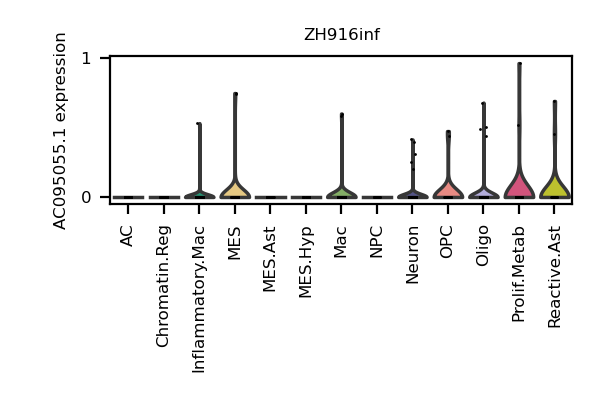 ZH916inf
AC095055.1 expression
1
0
AC
Chromatin.Reg
Inflammatory.Mac
MES
MES.Ast
MES.Hyp
Mac
NPC
Neuron
OPC
Oligo
Prolif.Metab
Reactive.Ast